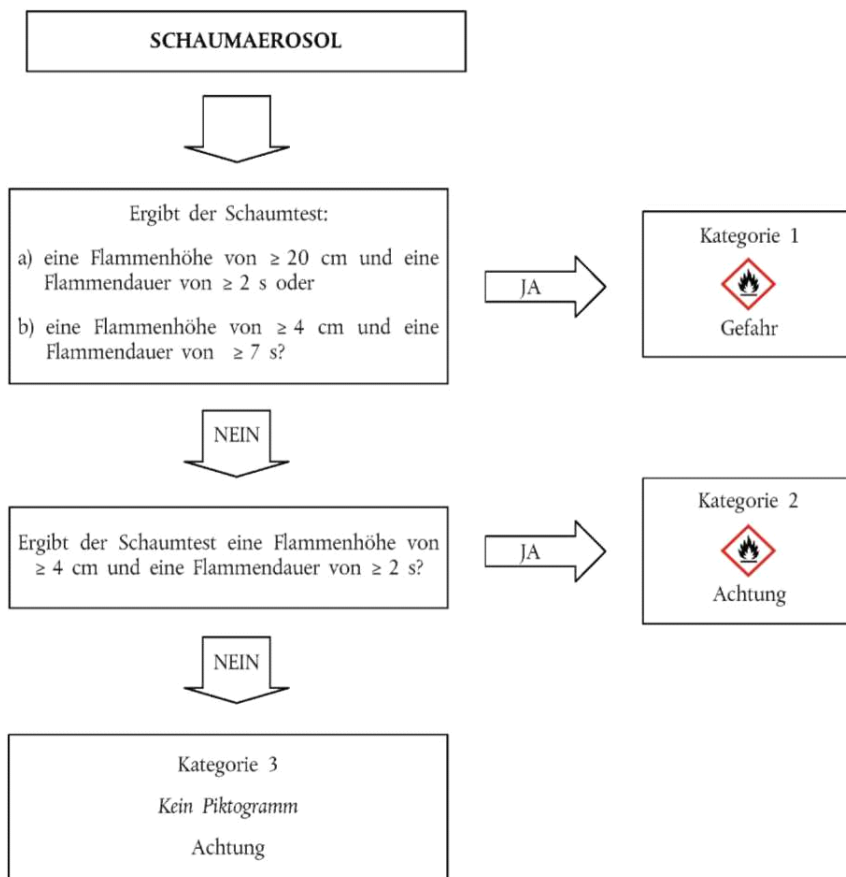 SCHAUMAEROSOL
Ergibt der Schaumtest:
a) eine Flammenhöhe von ≥ 20 cm und eine
Flammendauer von ≥ 2 s oder
b) eine Flammenhöhe von ≥ 4 cm und eine
Flammendauer von ≥ 7 s?
JA
Kategorie 1
Gefahr
NEIN
Ergibt der Schaumtest eine Flammenhöhe von
≥ 4 cm und eine Flammendauer von ≥ 2 s?
JA
Kategorie 2
Achtung
NEIN
Kategorie 3
Kein Piktogramm
Achtung